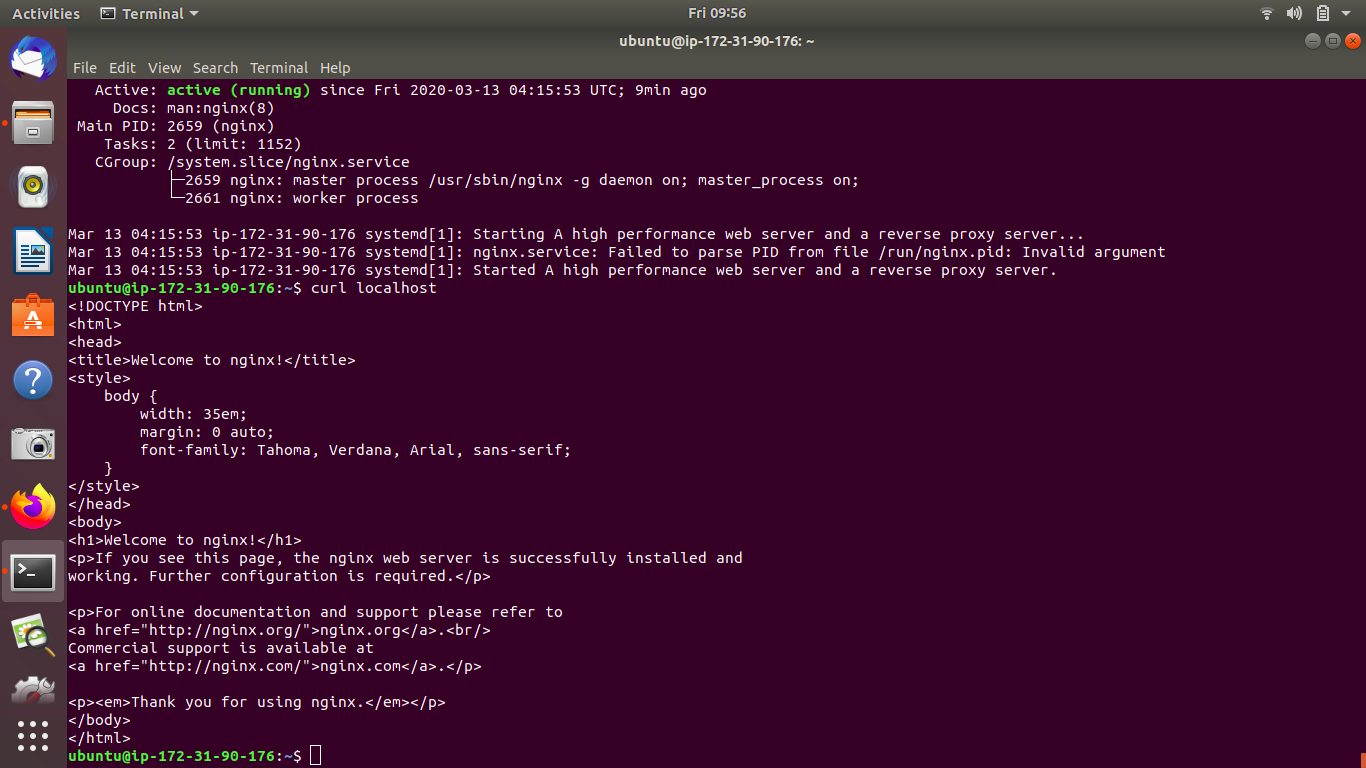 Activities Terminal Fri 09:56
ubuntu@ip-172-31-90-176: ~
File Edit View Search Terminal Help
   Active: active (running) since Fri 2020-03-13 04:15:53 UTC; 9min ago
     Docs: man:nginx(8)
 Main PID: 2659 (nginx)
    Tasks: 2 (limit: 1152)
   CGroup: /system.slice/nginx.service
           ├─2659 nginx: master process /usr/sbin/nginx -g daemon on; master_process on;
           └─2661 nginx: worker process

Mar 13 04:15:53 ip-172-31-90-176 systemd[1]: Starting A high performance web server and a reverse proxy server...
Mar 13 04:15:53 ip-172-31-90-176 systemd[1]: nginx.service: Failed to parse PID from file /run/nginx.pid: Invalid argument
Mar 13 04:15:53 ip-172-31-90-176 systemd[1]: Started A high performance web server and a reverse proxy server.
ubuntu@ip-172-31-90-176:~$ curl localhost
<!DOCTYPE html>
<html>
<head>
<title>Welcome to nginx!</title>
<style>
    body {
        width: 35em;
        margin: 0 auto;
        font-family: Tahoma, Verdana, Arial, sans-serif;
    }
</style>
</head>
<body>
<h1>Welcome to nginx!</h1>
<p>If you see this page, the nginx web server is successfully installed and
working. Further configuration is required.</p>

<p>For online documentation and support please refer to
<a href="http://nginx.org/">nginx.org</a>.<br/>
Commercial support is available at
<a href="http://nginx.com/">nginx.com</a>.</p>

<p><em>Thank you for using nginx.</em></p>
</body>
</html>
ubuntu@ip-172-31-90-176:~$